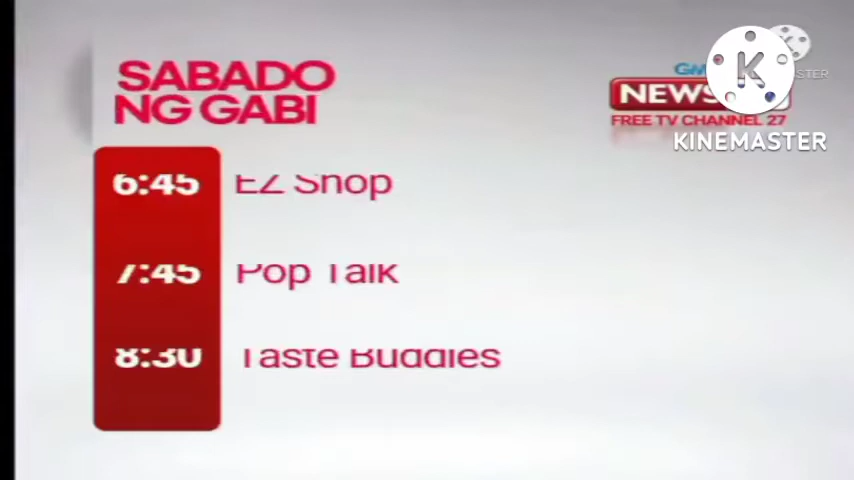 SABADO
NG GABI
GM
NEWS
FREE TV CHANNEL 27
KINEMASTER
6:45 EZ Shop
7:45 Pop Talk
8:30 Taste Buddies